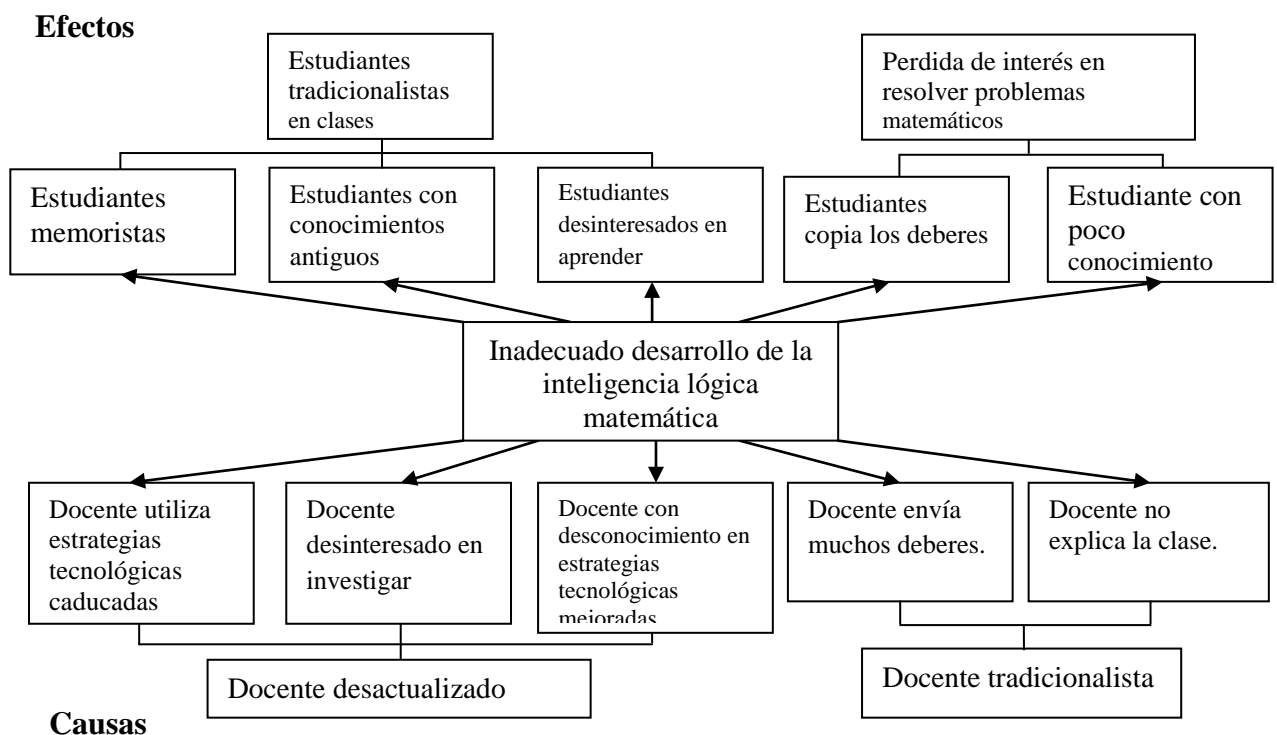 Efectos
Estudiantes
tradicionalistas
en clases
Perdida de interés en
resolver problemas
matemáticos
Estudiantes
memoristas
Estudiantes con
conocimientos
antiguos
Estudiantes
desinteresados en
aprender
Estudiantes
copia los deberes
Estudiante con
poco
conocimiento
Inadecuado desarrollo de la
inteligencia lógica
matemática
Docente utiliza
estrategias
tecnológicas
caducadas
Docente
desinteresado en
investigar
Docente con
desconocimiento en
estrategias
tecnológicas
mejoradas
Docente envía
muchos deberes.
Docente no
explica la clase.
Docente desactualizado
Docente tradicionalista
Causas